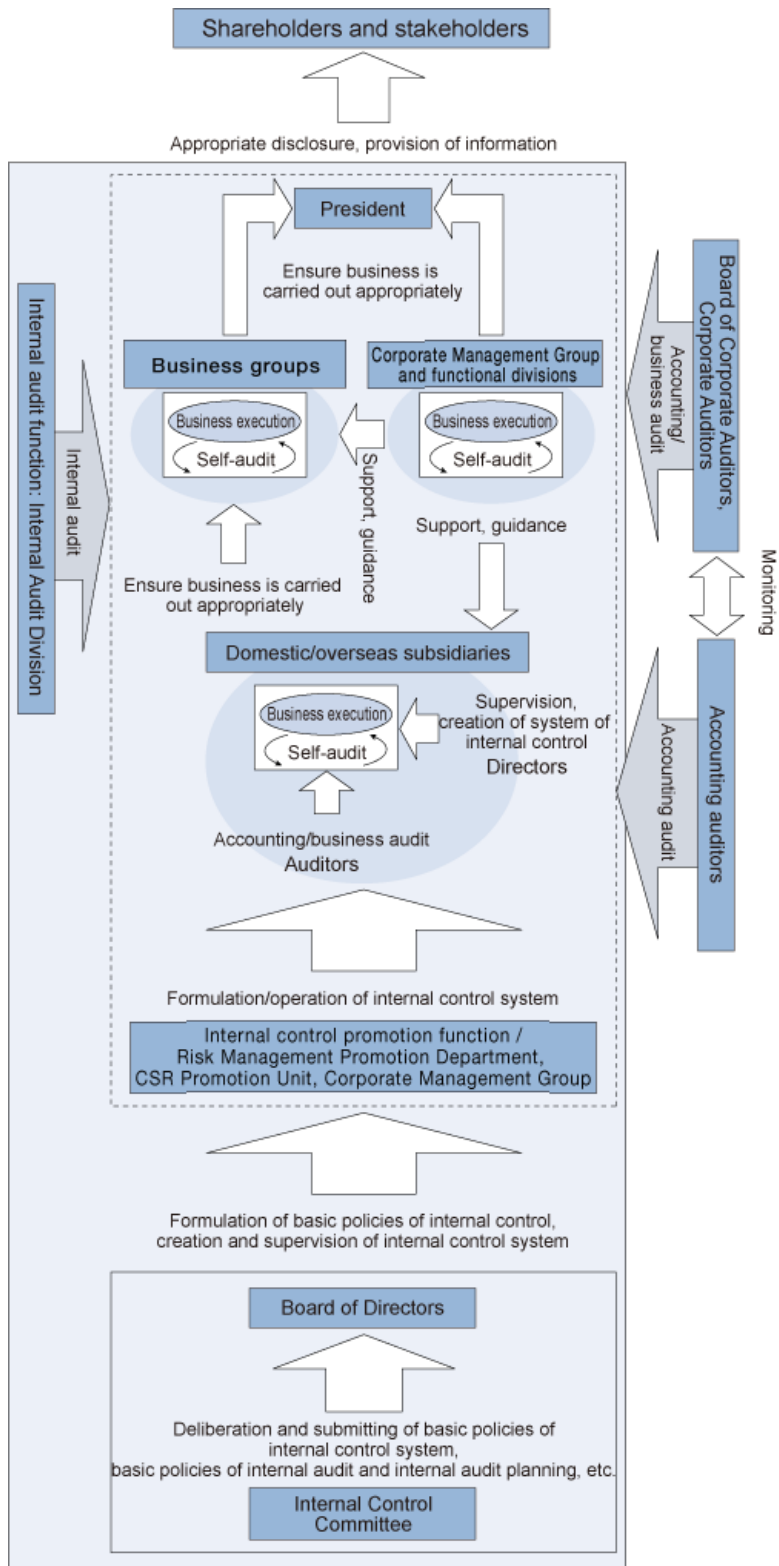 Shareholders and stakeholders
Appropriate disclosure, provision of information
President
Ensure business is
carried out appropriately
Business groups
Corporate Management Group
and functional divisions
Business execution
Self-audit
Business execution
Self-audit
Support, guidance
Support, guidance
Ensure business is carried
out appropriately
Internal audit function: Internal Audit Division
Internal audit
Board of Corporate Auditors,
Corporate Auditors
Accounting/
business audit
Monitoring
Domestic/overseas subsidiaries
Business execution
Self-audit
Supervision,
creation of system of
internal control
Directors
Accounting/business audit
Auditors
Accounting auditors
Accounting audit
Formulation/operation of internal control system
Internal control promotion function /
Risk Management Promotion Department,
CSR Promotion Unit, Corporate Management Group
Formulation of basic policies of internal control,
creation and supervision of internal control system
Board of Directors
Deliberation and submitting of basic policies of
internal control system,
basic policies of internal audit and internal audit planning, etc.
Internal Control
Committee